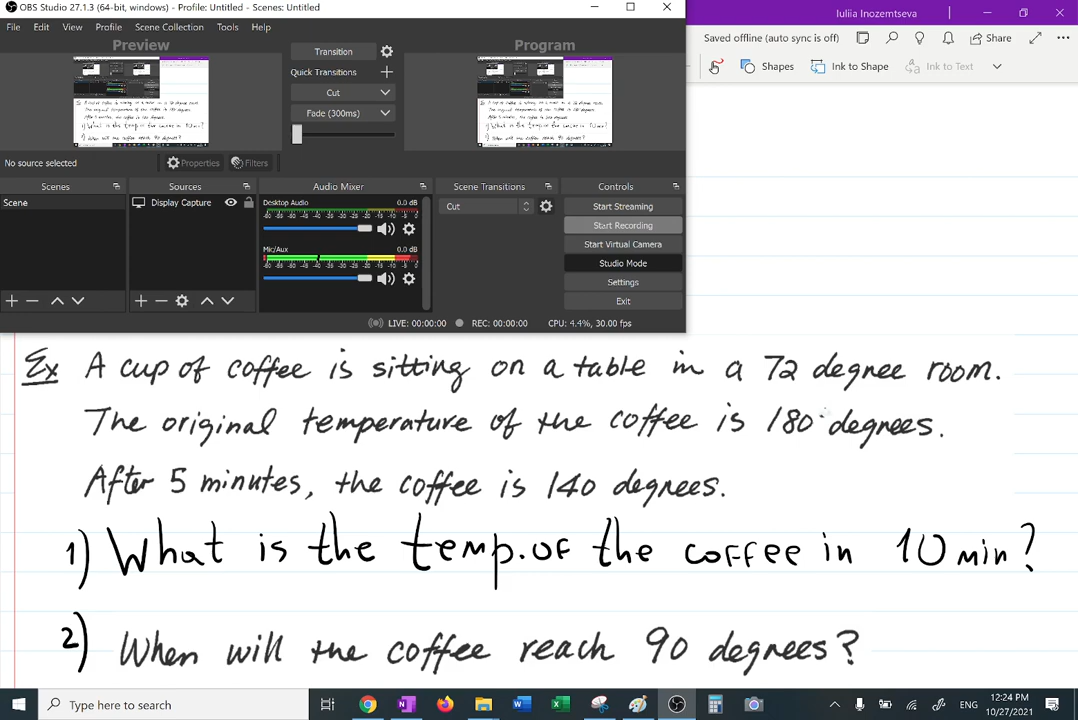 OBS Studio 27.1.3 (64-bit, windows) - Profile: Untitled - Scenes: Untitled
Iuliia Inozemtseva
File Edit View Profile Scene Collection Tools Help
Saved offline (auto sync is off)
Share
Preview
Transition
Program
Shapes
Ink to Shape
Ink to Text
Quick Transitions
Cut
Fade (300ms)
No source selected
Properties
Filters
Scenes
Sources
Audio Mixer
Scene Transitions
Controls
Scene
Display Capture
Desktop Audio
0.0 dB
Cut
Start Streaming
Start Recording
Mic/Aux
0.0 dB
Start Virtual Camera
Studio Mode
Settings
Exit
LIVE: 00:00:00
REC: 00:00:00
CPU: 4.4%, 30.00 fps
Ex A cup of coffee is sitting on a table in a 72 degree room.
The original temperature of the coffee is 180 degrees.
After 5 minutes, the coffee is 140 degrees.
1) What is the temp. of the coffee in 10 min?
2) When will the coffee reach 90 degrees?
Type here to search
ENG
12:24 PM
10/27/2021